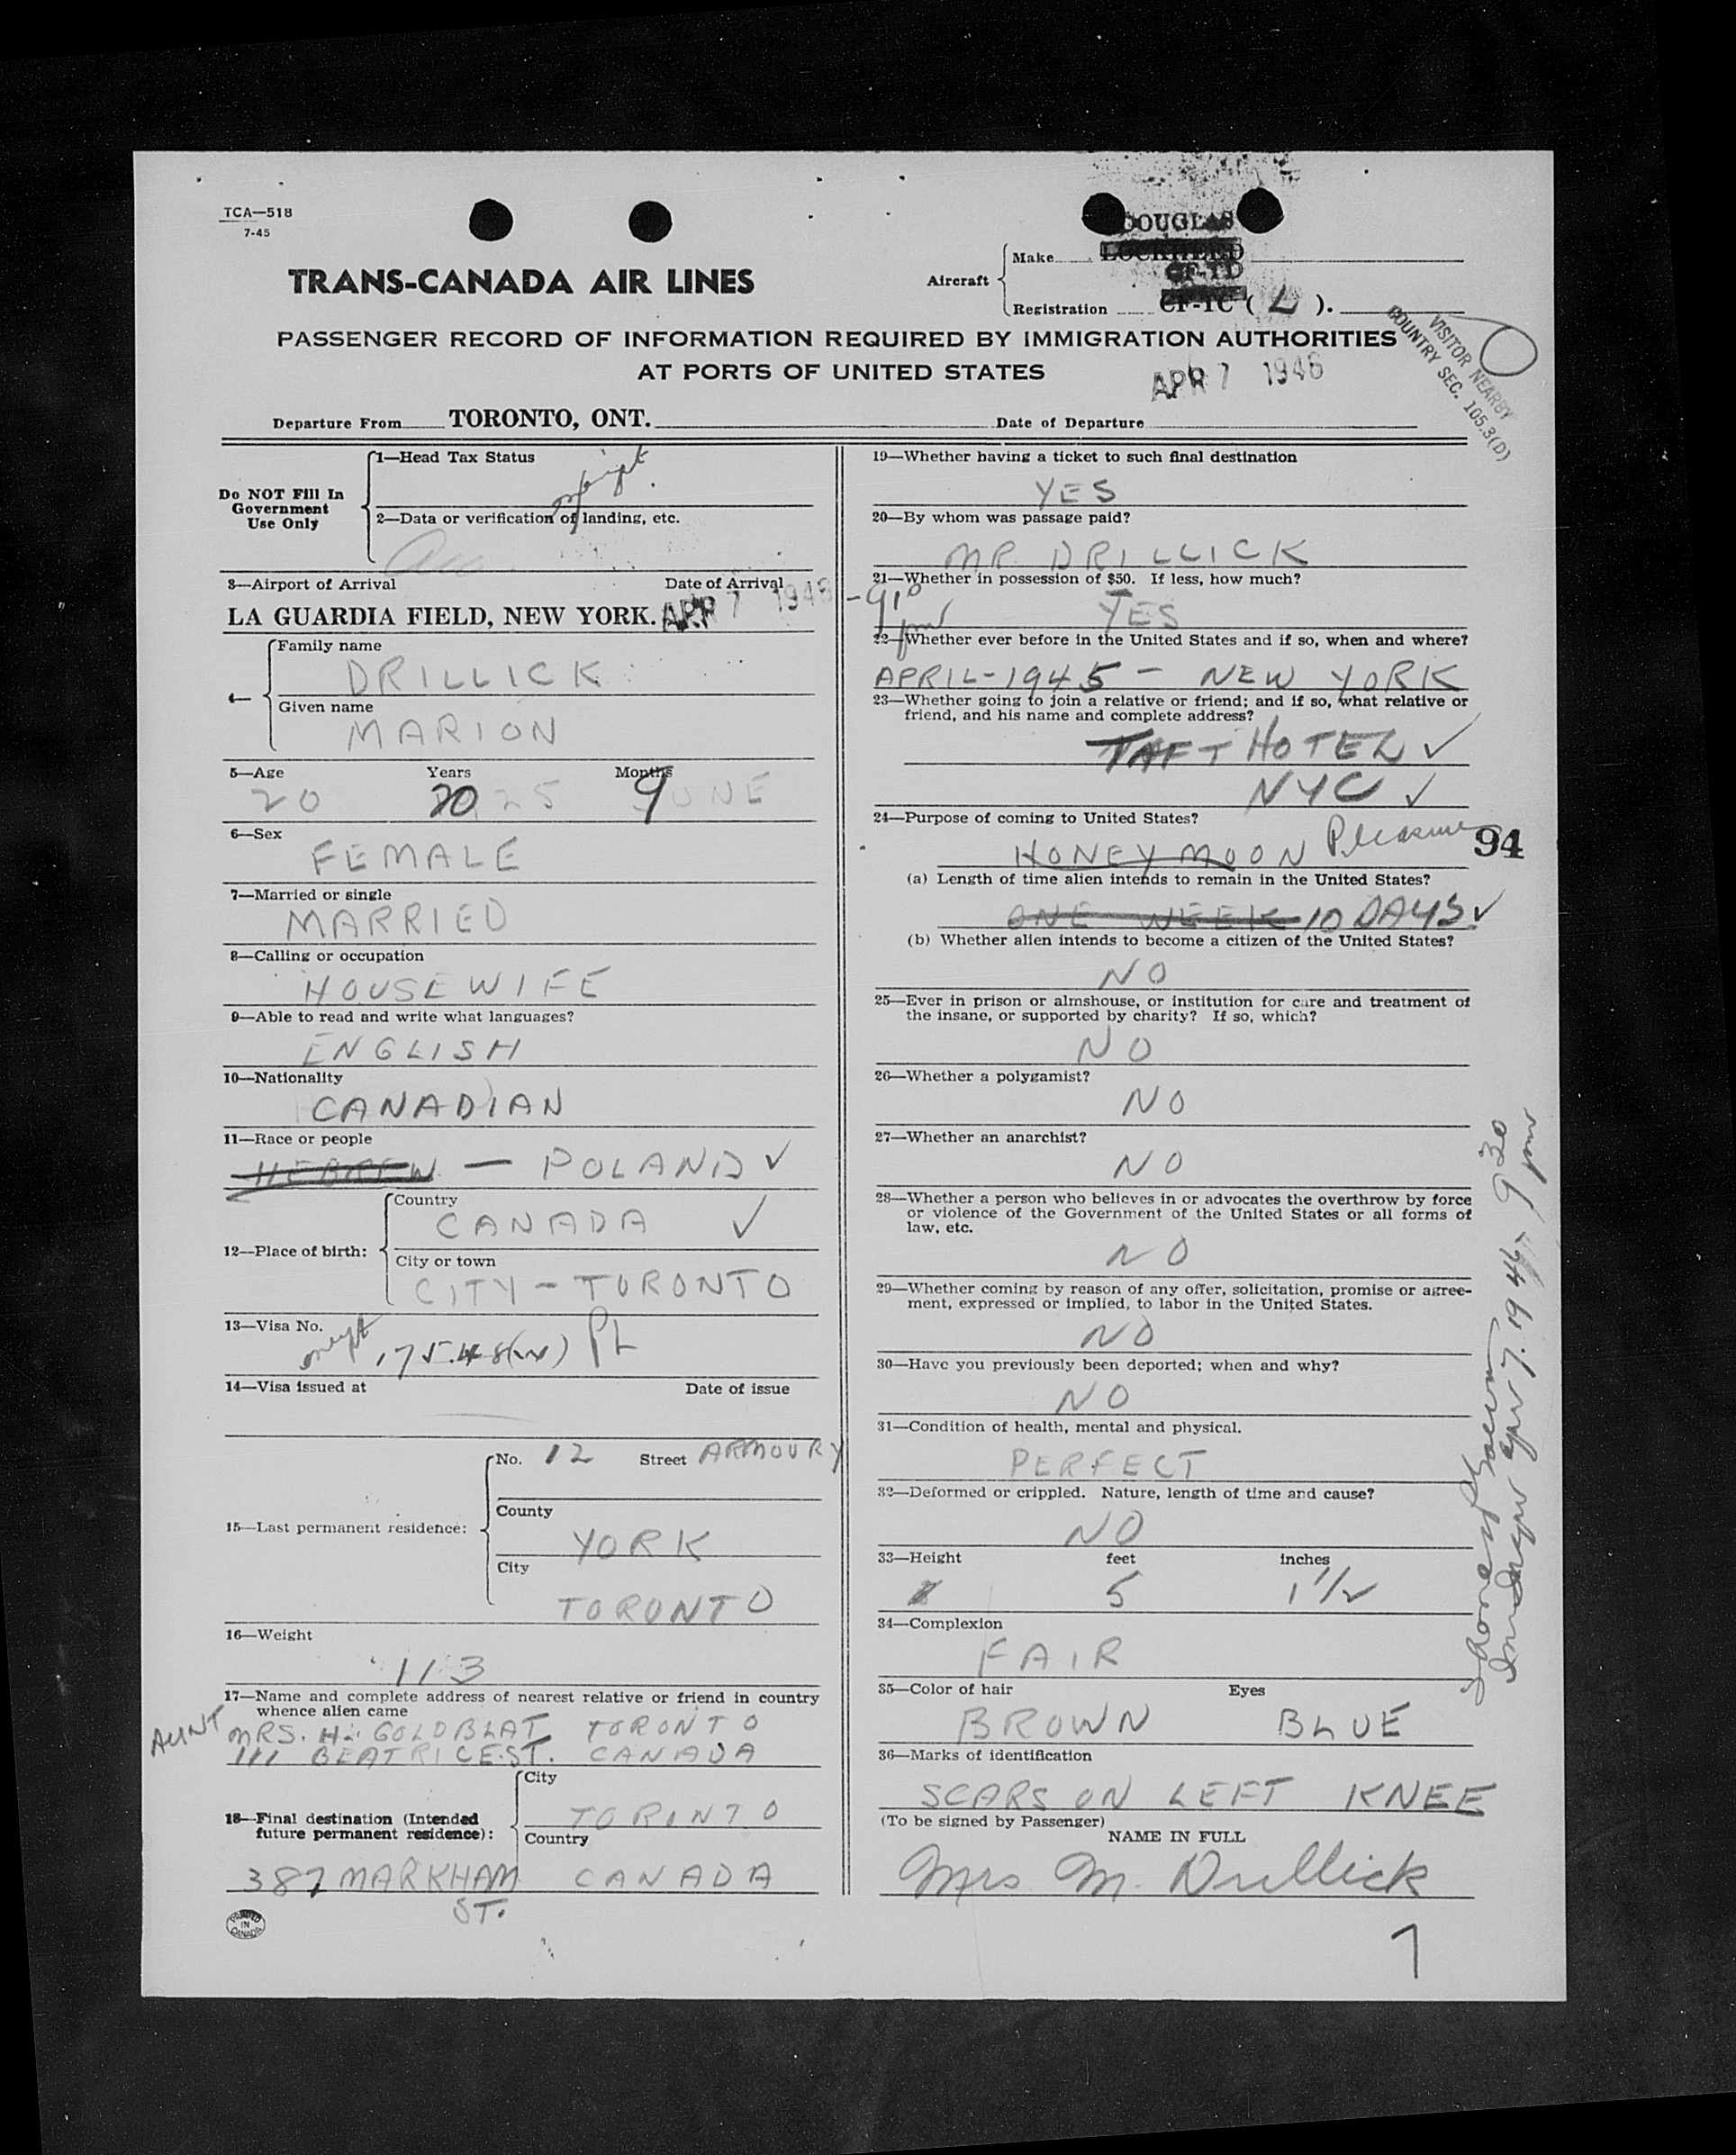 TCA—518
7-45
TRANS-CANADA AIR LINES
Aircraft
Make
DOUGLAS
LOCKHEED
CF-TD
Registration CF-TC ( L ).
PASSENGER RECORD OF INFORMATION REQUIRED BY IMMIGRATION AUTHORITIES
AT PORTS OF UNITED STATES
APR 7 1946
VISITOR NEARBY
COUNTRY SEC. 105.3(D)
Departure From TORONTO, ONT. Date of Departure
Do NOT Fill In
Government
Use Only
1—Head Tax Status
2—Data or verification of landing, etc.
3—Airport of Arrival Date of Arrival
LA GUARDIA FIELD, NEW YORK. APR 7 1946
4—
Family name
DRILLICK
Given name
MARION
5—Age Years Months
20 20 25 9 JUNE
6—Sex
FEMALE
7—Married or single
MARRIED
8—Calling or occupation
HOUSEWIFE
9—Able to read and write what languages?
ENGLISH
10—Nationality
CANADIAN
11—Race or people
HEBREW — POLAND ✓
12—Place of birth:
Country
CANADA ✓
City or town
CITY - TORONTO
13—Visa No.
175.48
14—Visa issued at Date of issue
15—Last permanent residence:
No. 12 Street ARMOURY
County
YORK
City
TORONTO
16—Weight
113
17—Name and complete address of nearest relative or friend in country
whence alien came
AUNT MRS. H. GOLDBLAT TORONTO
111 BEATRICE ST. CANADA
18—Final destination (Intended
future permanent residence):
City
TORONTO
Country
387 MARKHAM CANADA
ST.
PRINTED
IN
CANADA
19—Whether having a ticket to such final destination
YES
20—By whom was passage paid?
MR DRILLICK
21—Whether in possession of $50. If less, how much?
YES
22—Whether ever before in the United States and if so, when and where?
APRIL-1945 - NEW YORK
23—Whether going to join a relative or friend; and if so, what relative or
friend, and his name and complete address?
TAFT HOTEL ✓
NYC ✓
24—Purpose of coming to United States?
HONEYMOON Pleasure
94
(a) Length of time alien intends to remain in the United States?
ONE WEEK 10 DAYS ✓
(b) Whether alien intends to become a citizen of the United States?
NO
25—Ever in prison or almshouse, or institution for care and treatment of
the insane, or supported by charity? If so, which?
NO
26—Whether a polygamist?
NO
27—Whether an anarchist?
NO
28—Whether a person who believes in or advocates the overthrow by force
or violence of the Government of the United States or all forms of
law, etc.
NO
29—Whether coming by reason of any offer, solicitation, promise or agree-
ment, expressed or implied, to labor in the United States.
NO
30—Have you previously been deported; when and why?
NO
31—Condition of health, mental and physical.
PERFECT
32—Deformed or crippled. Nature, length of time and cause?
NO
33—Height feet inches
5 1 1/2
34—Complexion
FAIR
35—Color of hair Eyes
BROWN BLUE
36—Marks of identification
SCARS ON LEFT KNEE
(To be signed by Passenger)
NAME IN FULL
Mrs M. Drillick
7